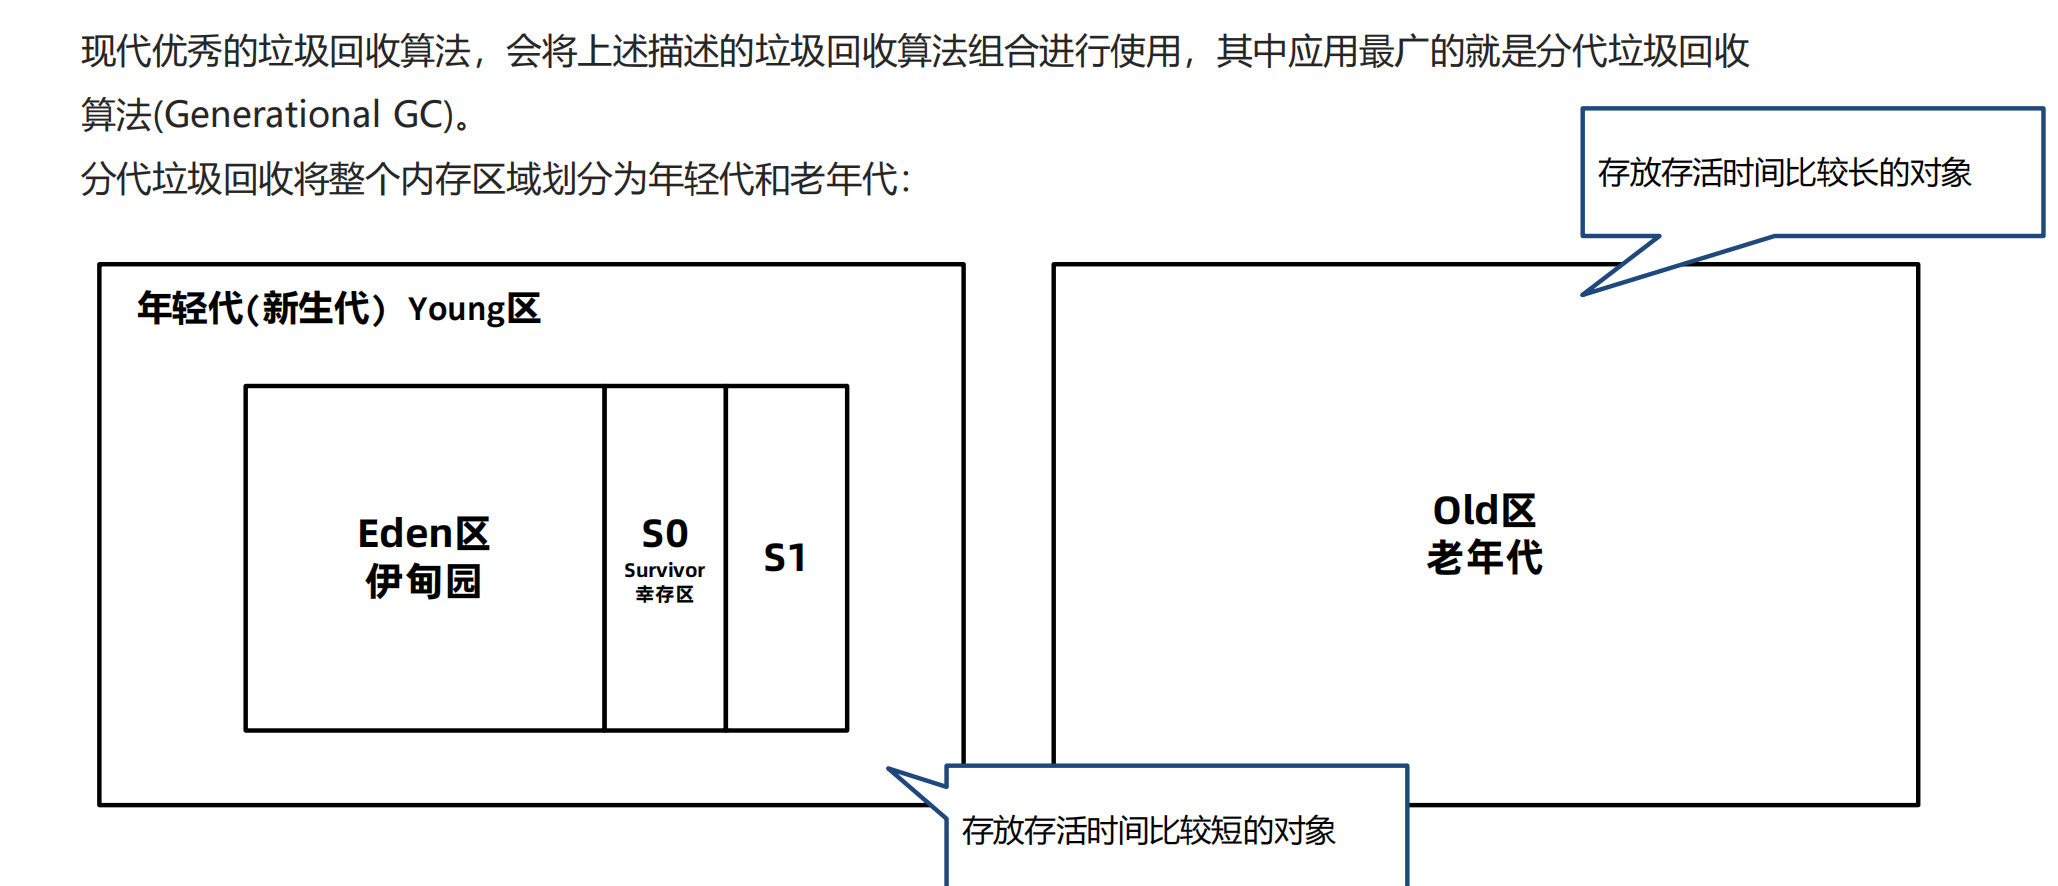 现代优秀的垃圾回收算法，会将上述描述的垃圾回收算法组合进行使用，其中应用最广的就是分代垃圾回收
算法(Generational GC)。
分代垃圾回收将整个内存区域划分为年轻代和老年代：
存放存活时间比较长的对象
年轻代(新生代) Young区
Eden区
伊甸园
S0
Survivor
幸存区
S1
Old区
老年代
存放存活时间比较短的对象